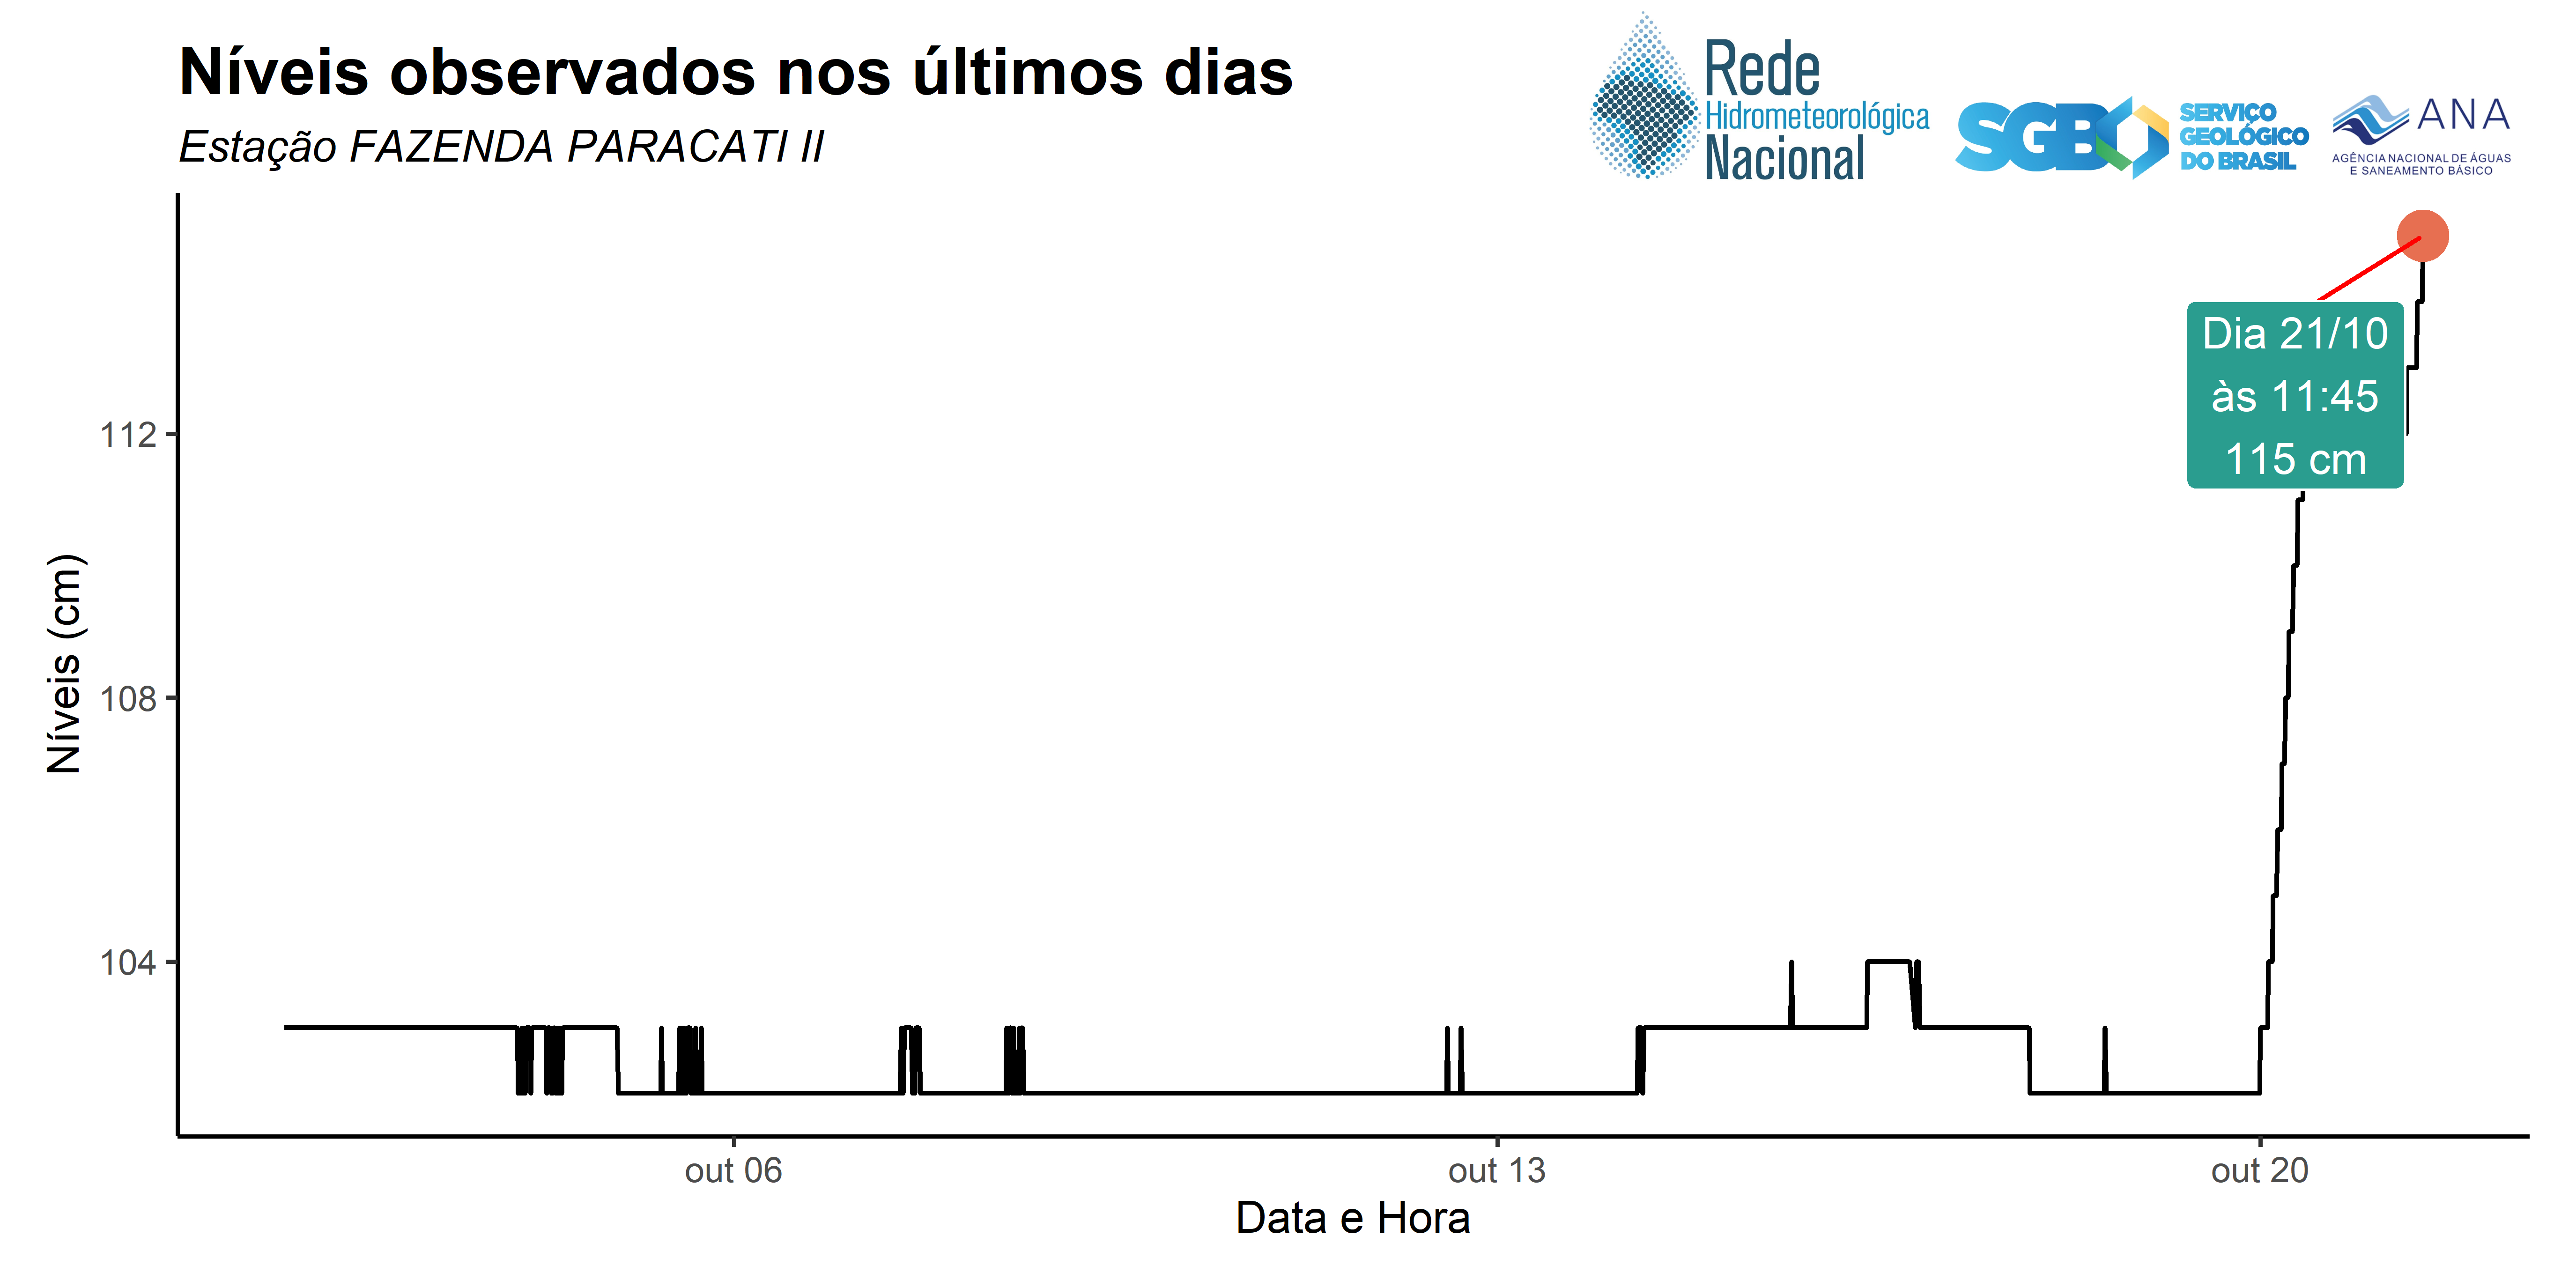 Níveis observados nos últimos dias
Estação FAZENDA PARACATI II
Rede
Hidrometeorológica
Nacional
SGB
SERVIÇO
GEOLÓGICO
DO BRASIL
ANA
AGÊNCIA NACIONAL DE ÁGUAS
E SANEAMENTO BÁSICO
Dia 21/10
às 11:45
115 cm
Níveis (cm)
112
108
104
out 06
out 13
out 20
Data e Hora